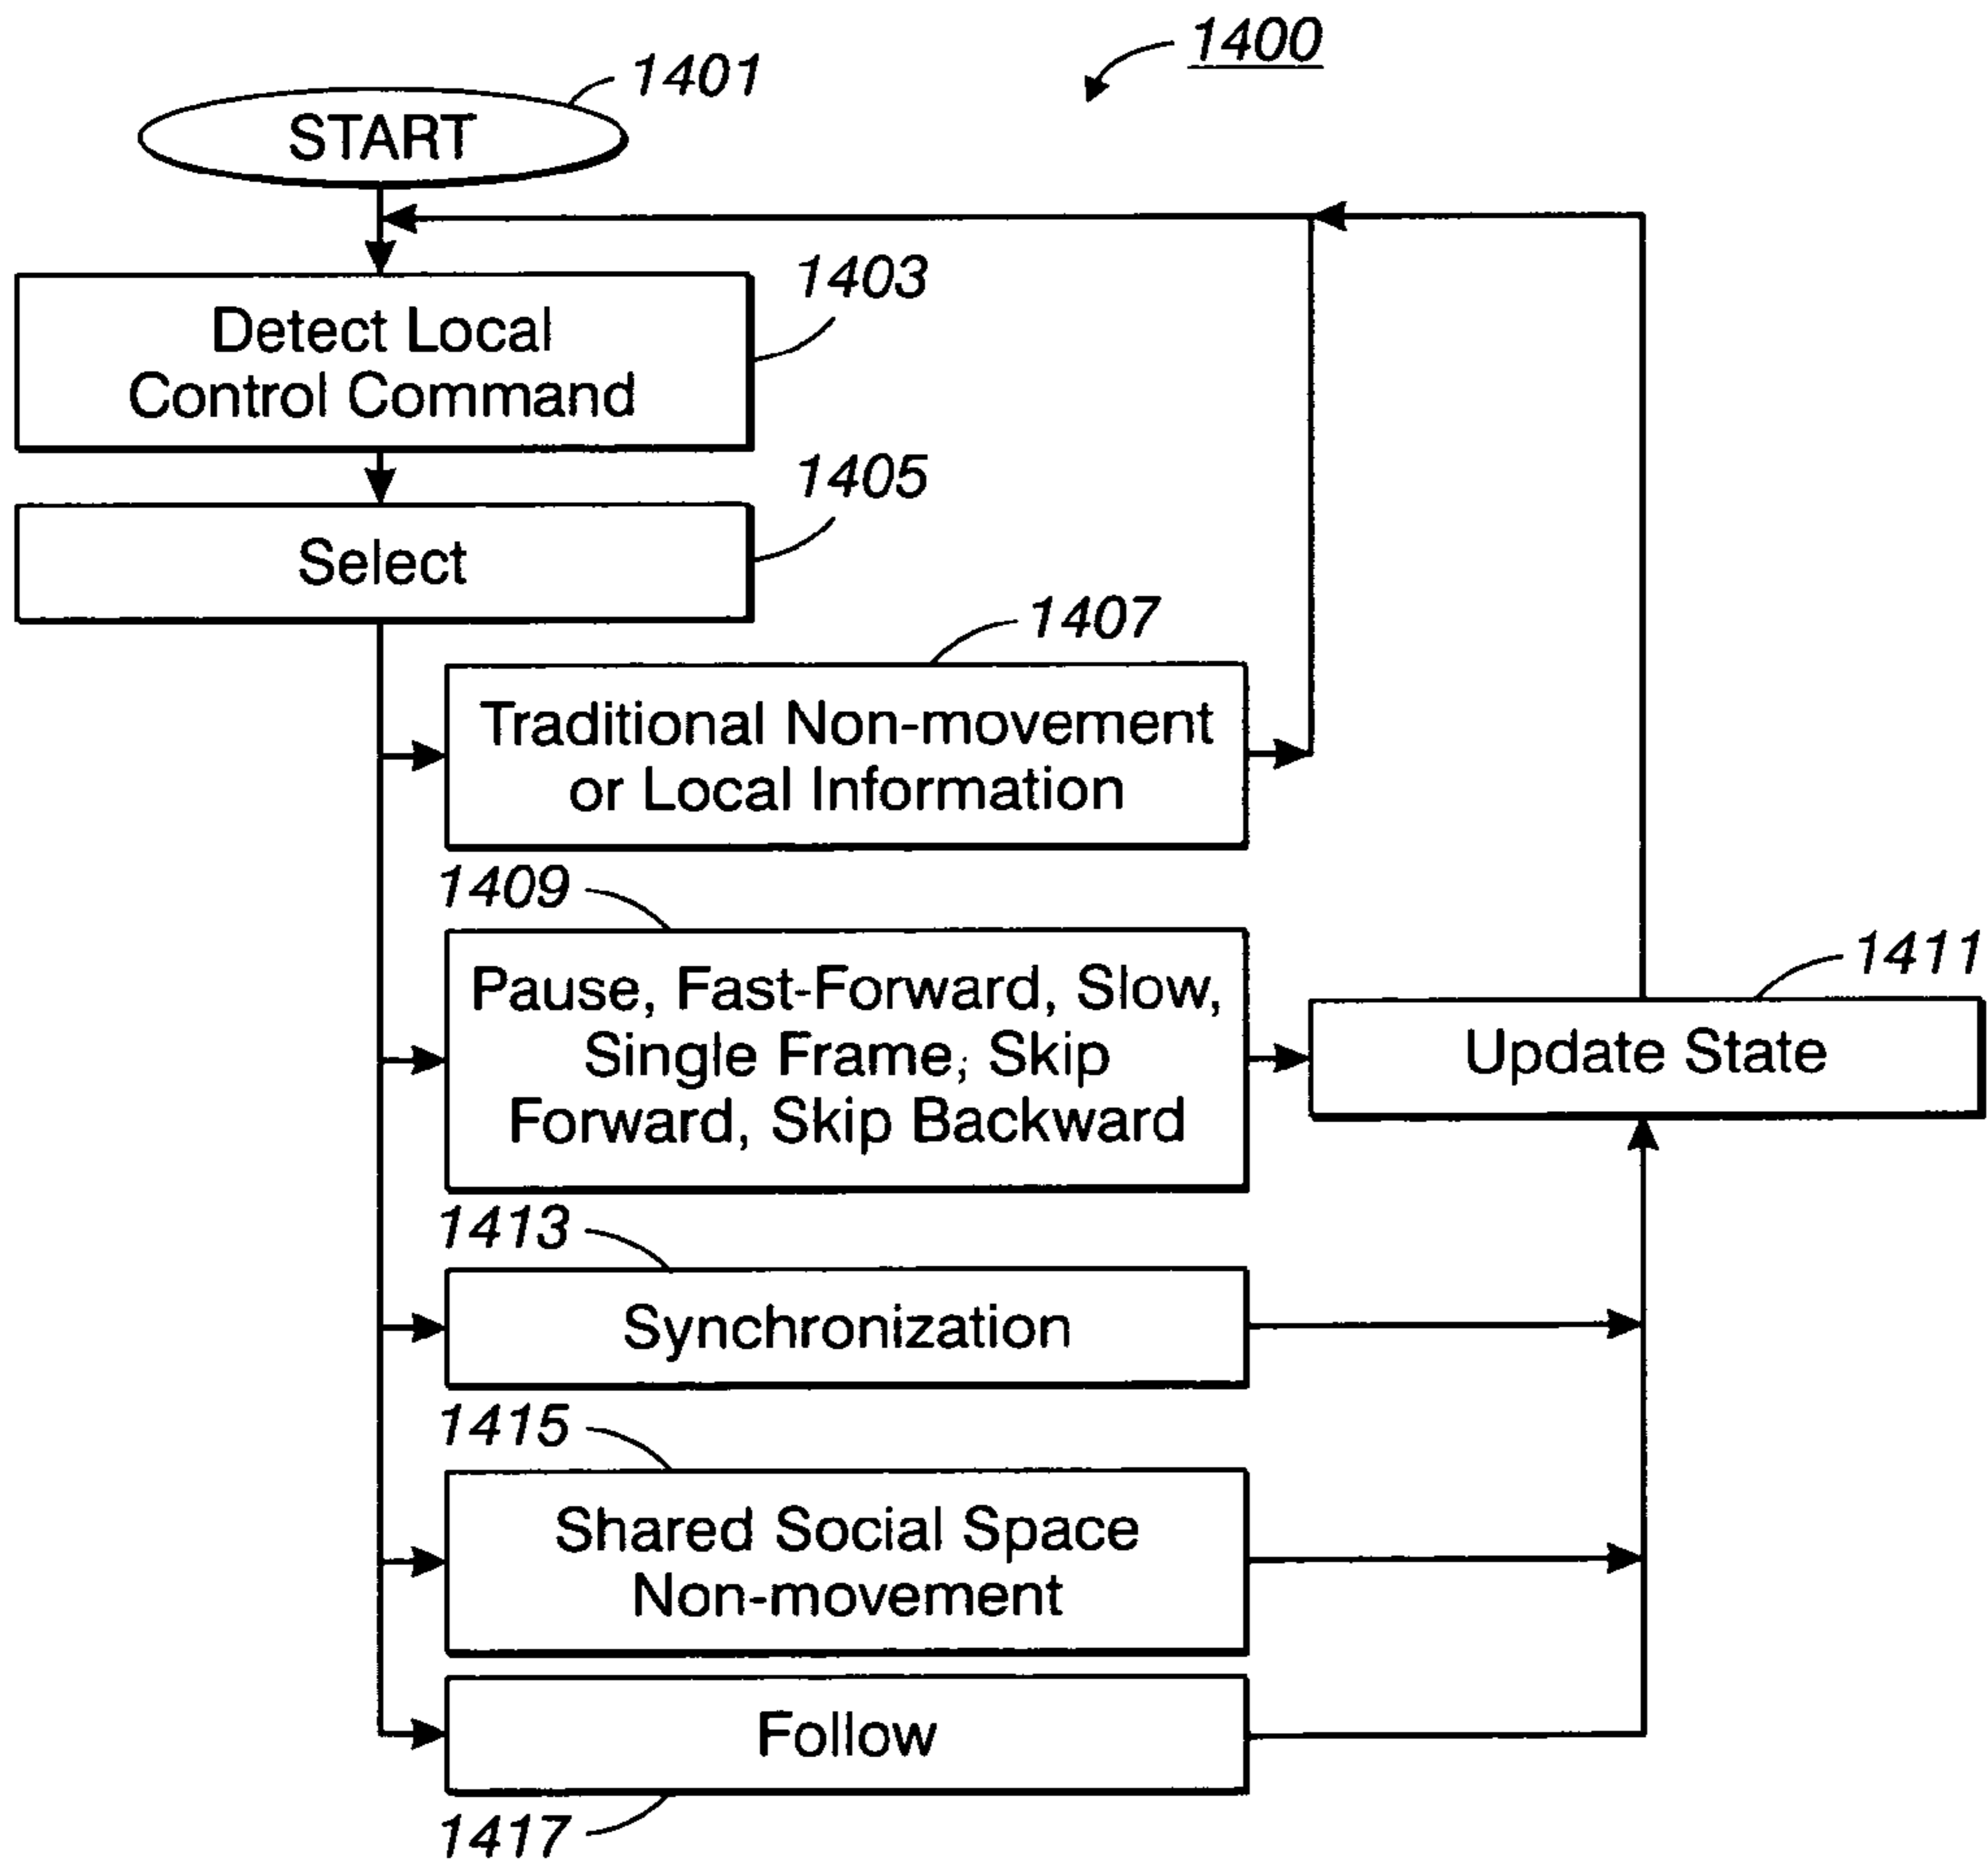 1400
1401
START
1403
Detect Local
Control Command
1405
Select
1407
Traditional Non-movement
or Local Information
1409
Pause, Fast-Forward, Slow,
Single Frame, Skip
Forward, Skip Backward
1411
Update State
1413
Synchronization
1415
Shared Social Space
Non-movement
Follow
1417